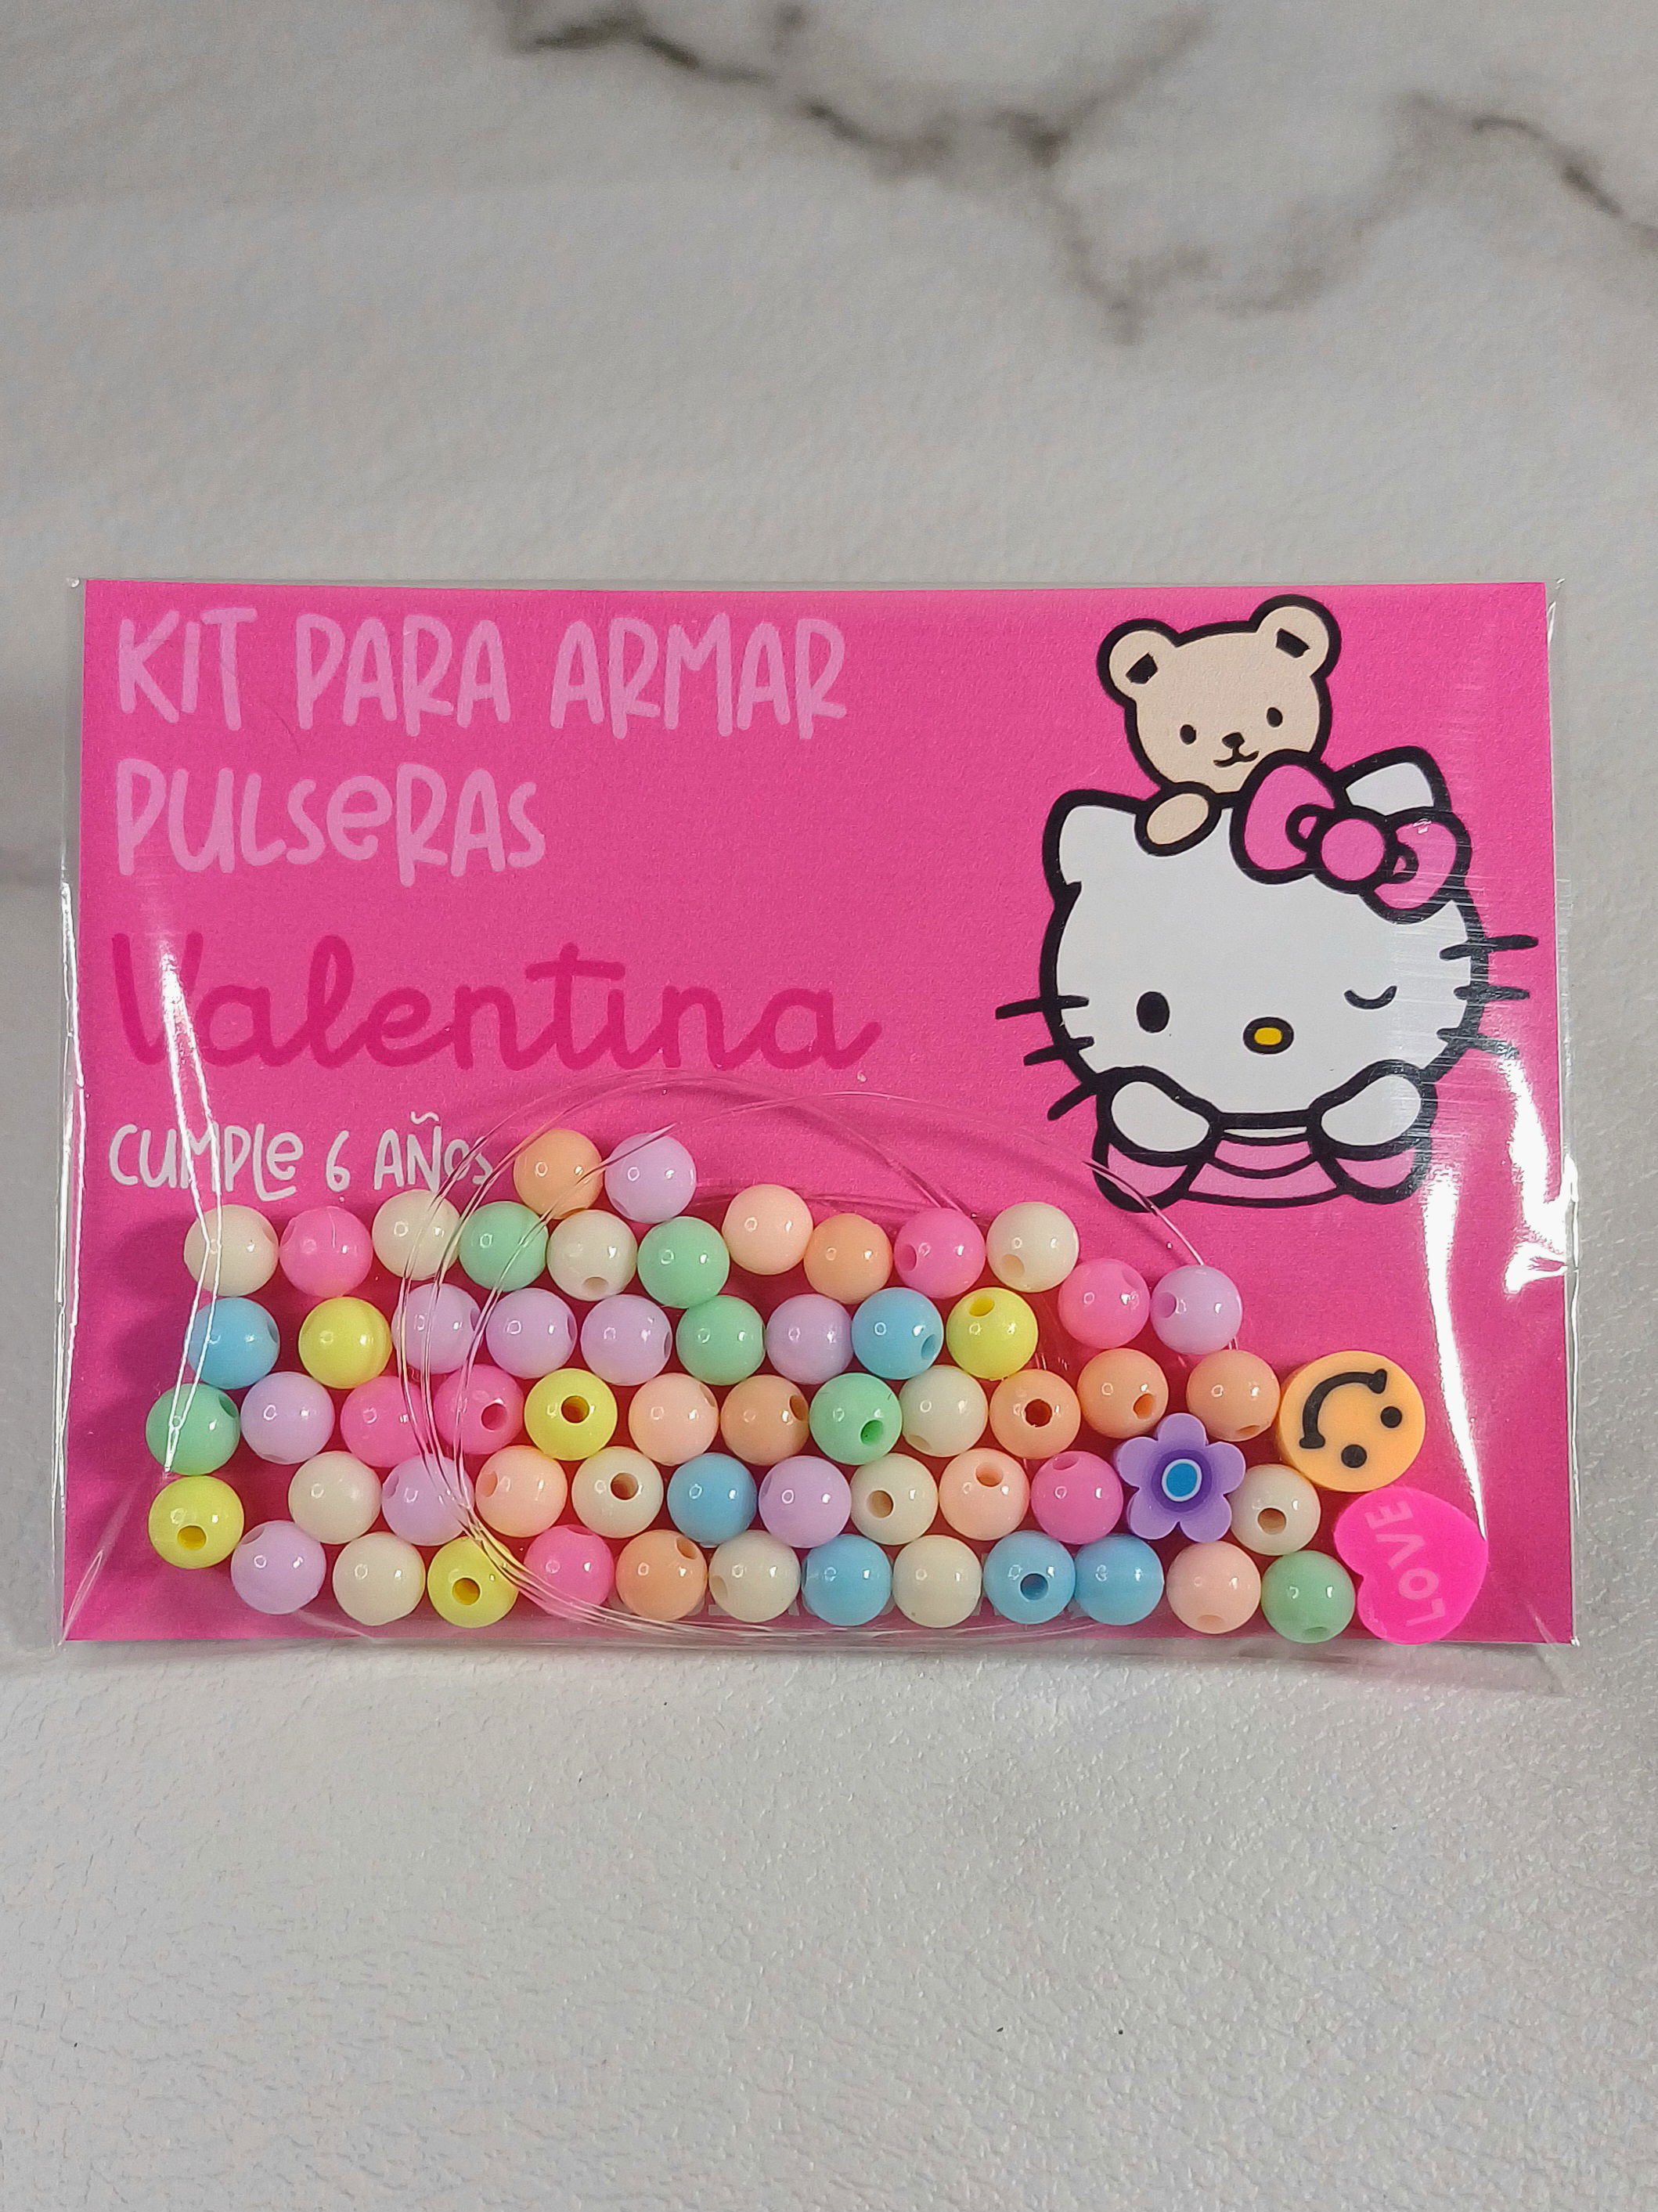 KIT PARA ARMAR
PULSERAS
Valentina
CUMPLE 6 AÑOS
LOVE